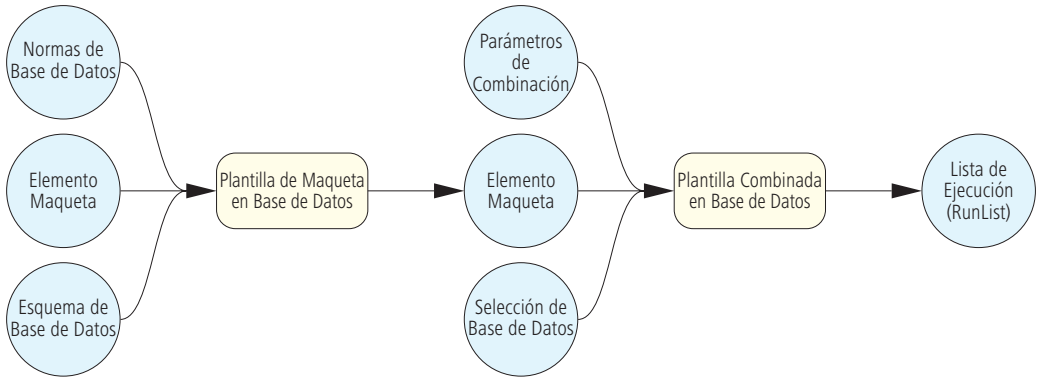 Normas de
Base de Datos
Elemento
Maqueta
Esquema de
Base de Datos
Plantilla de Maqueta
en Base de Datos
Parámetros
de
Combinación
Elemento
Maqueta
Selección de
Base de Datos
Plantilla Combinada
en Base de Datos
Lista de
Ejecución
(RunList)